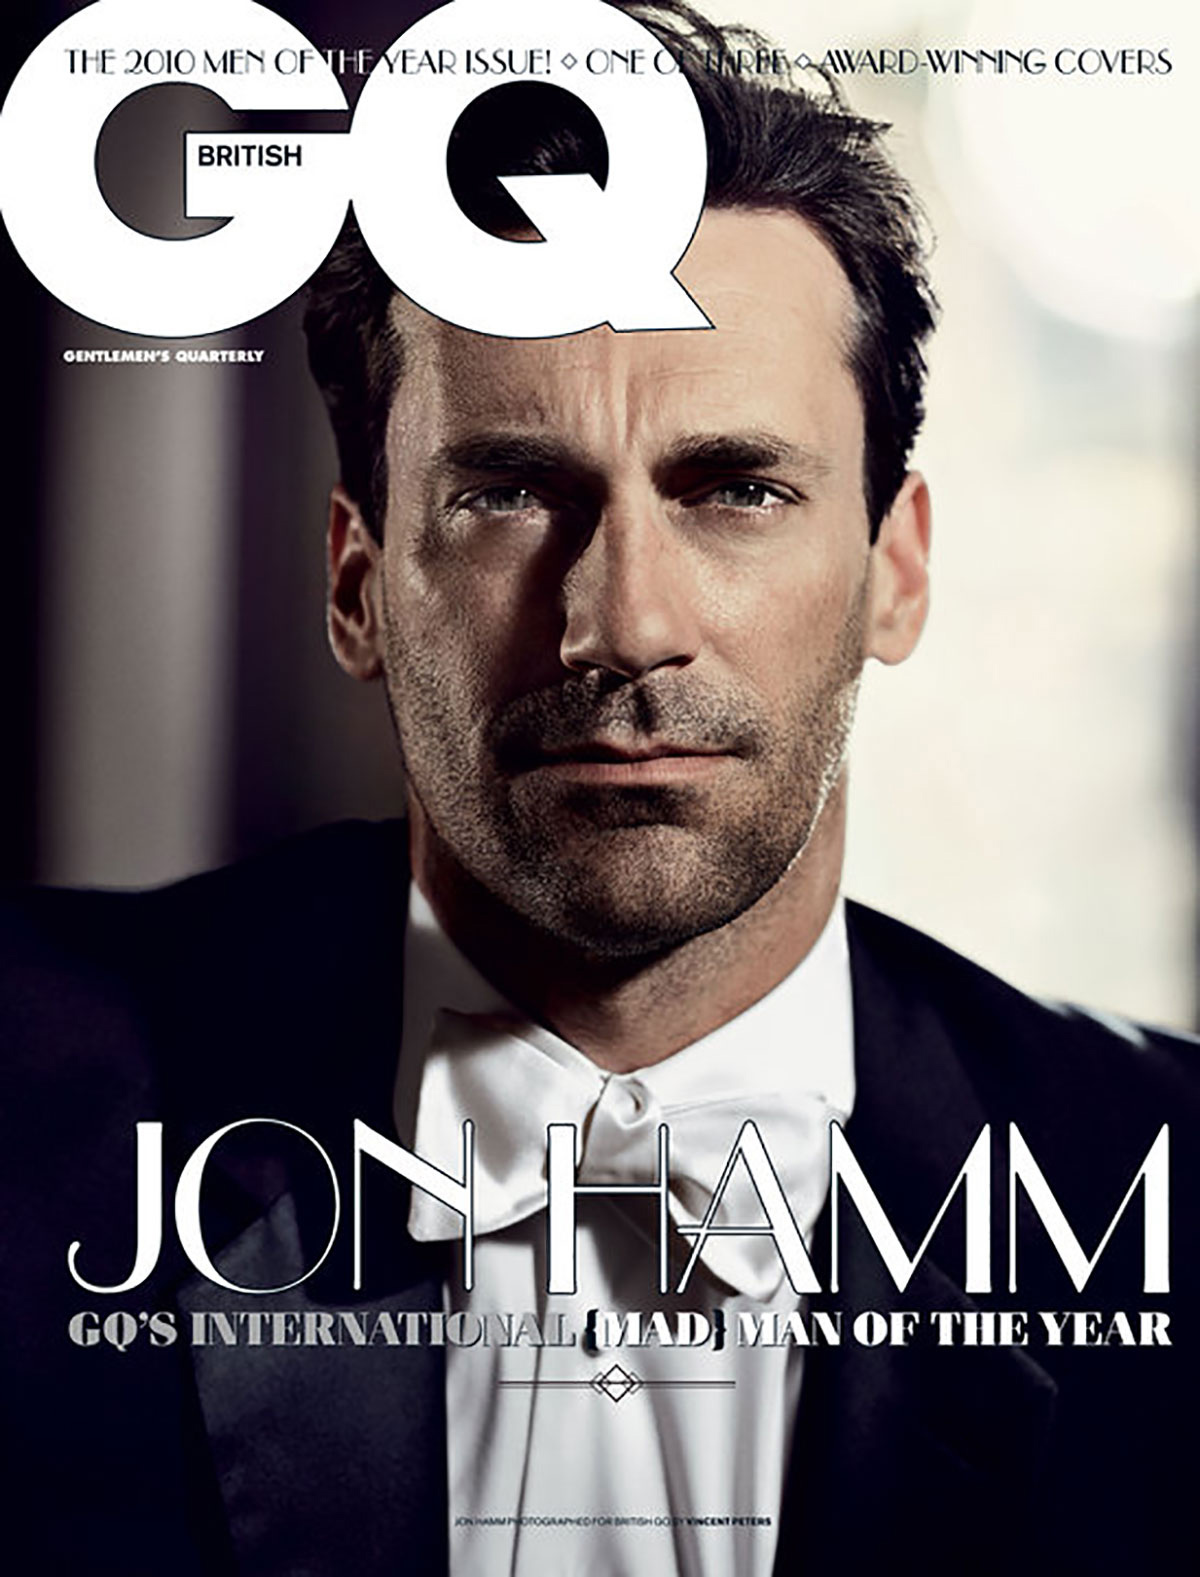 THE 2010 MEN OF THE YEAR ISSUE! ◇ ONE OF THREE ◇ AWARD-WINNING COVERS
GQ
BRITISH
GENTLEMEN'S QUARTERLY
JON HAMM
GQ'S INTERNATIONAL {MAD} MAN OF THE YEAR
JON HAMM PHOTOGRAPHED FOR BRITISH GQ BY VINCENT PETERS